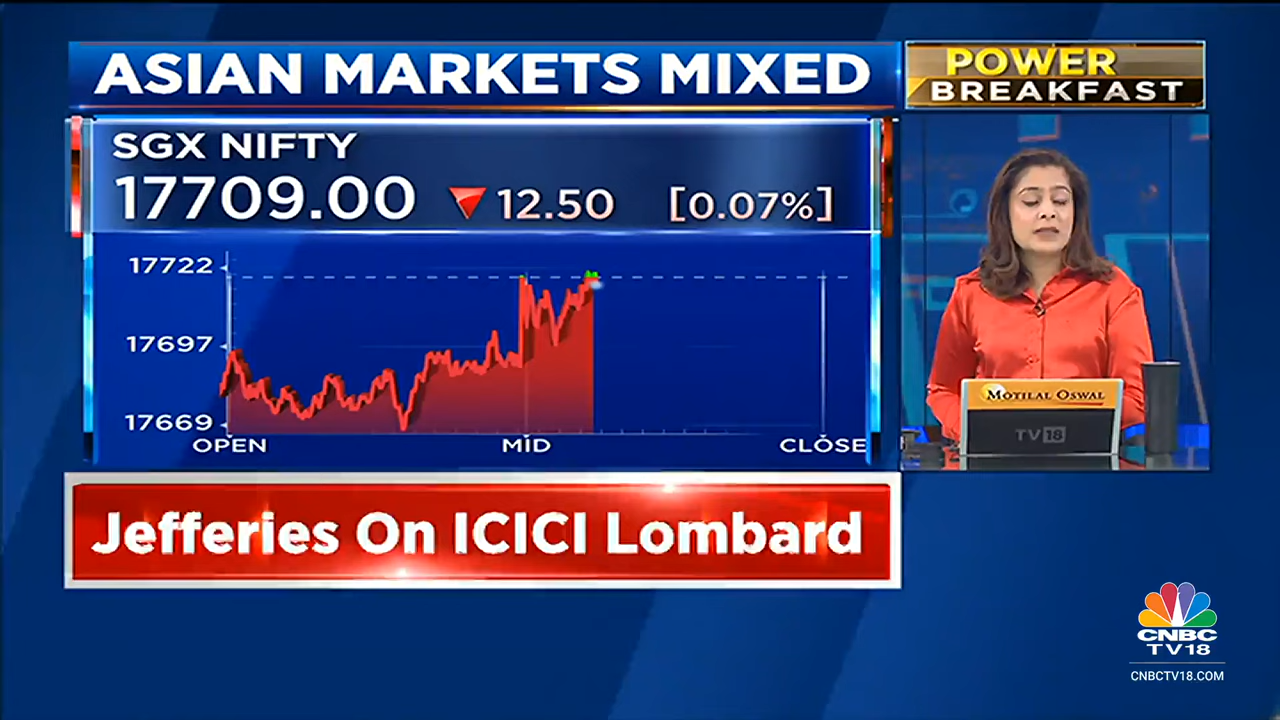 ASIAN MARKETS MIXED
POWER
BREAKFAST
SGX NIFTY
17709.00 ▼ 12.50 [0.07%]
17722
17697
17669
OPEN MID CLOSE
MOTILAL OSWAL
TV18
Jefferies On ICICI Lombard
CNBC
TV18
CNBCTV18.COM